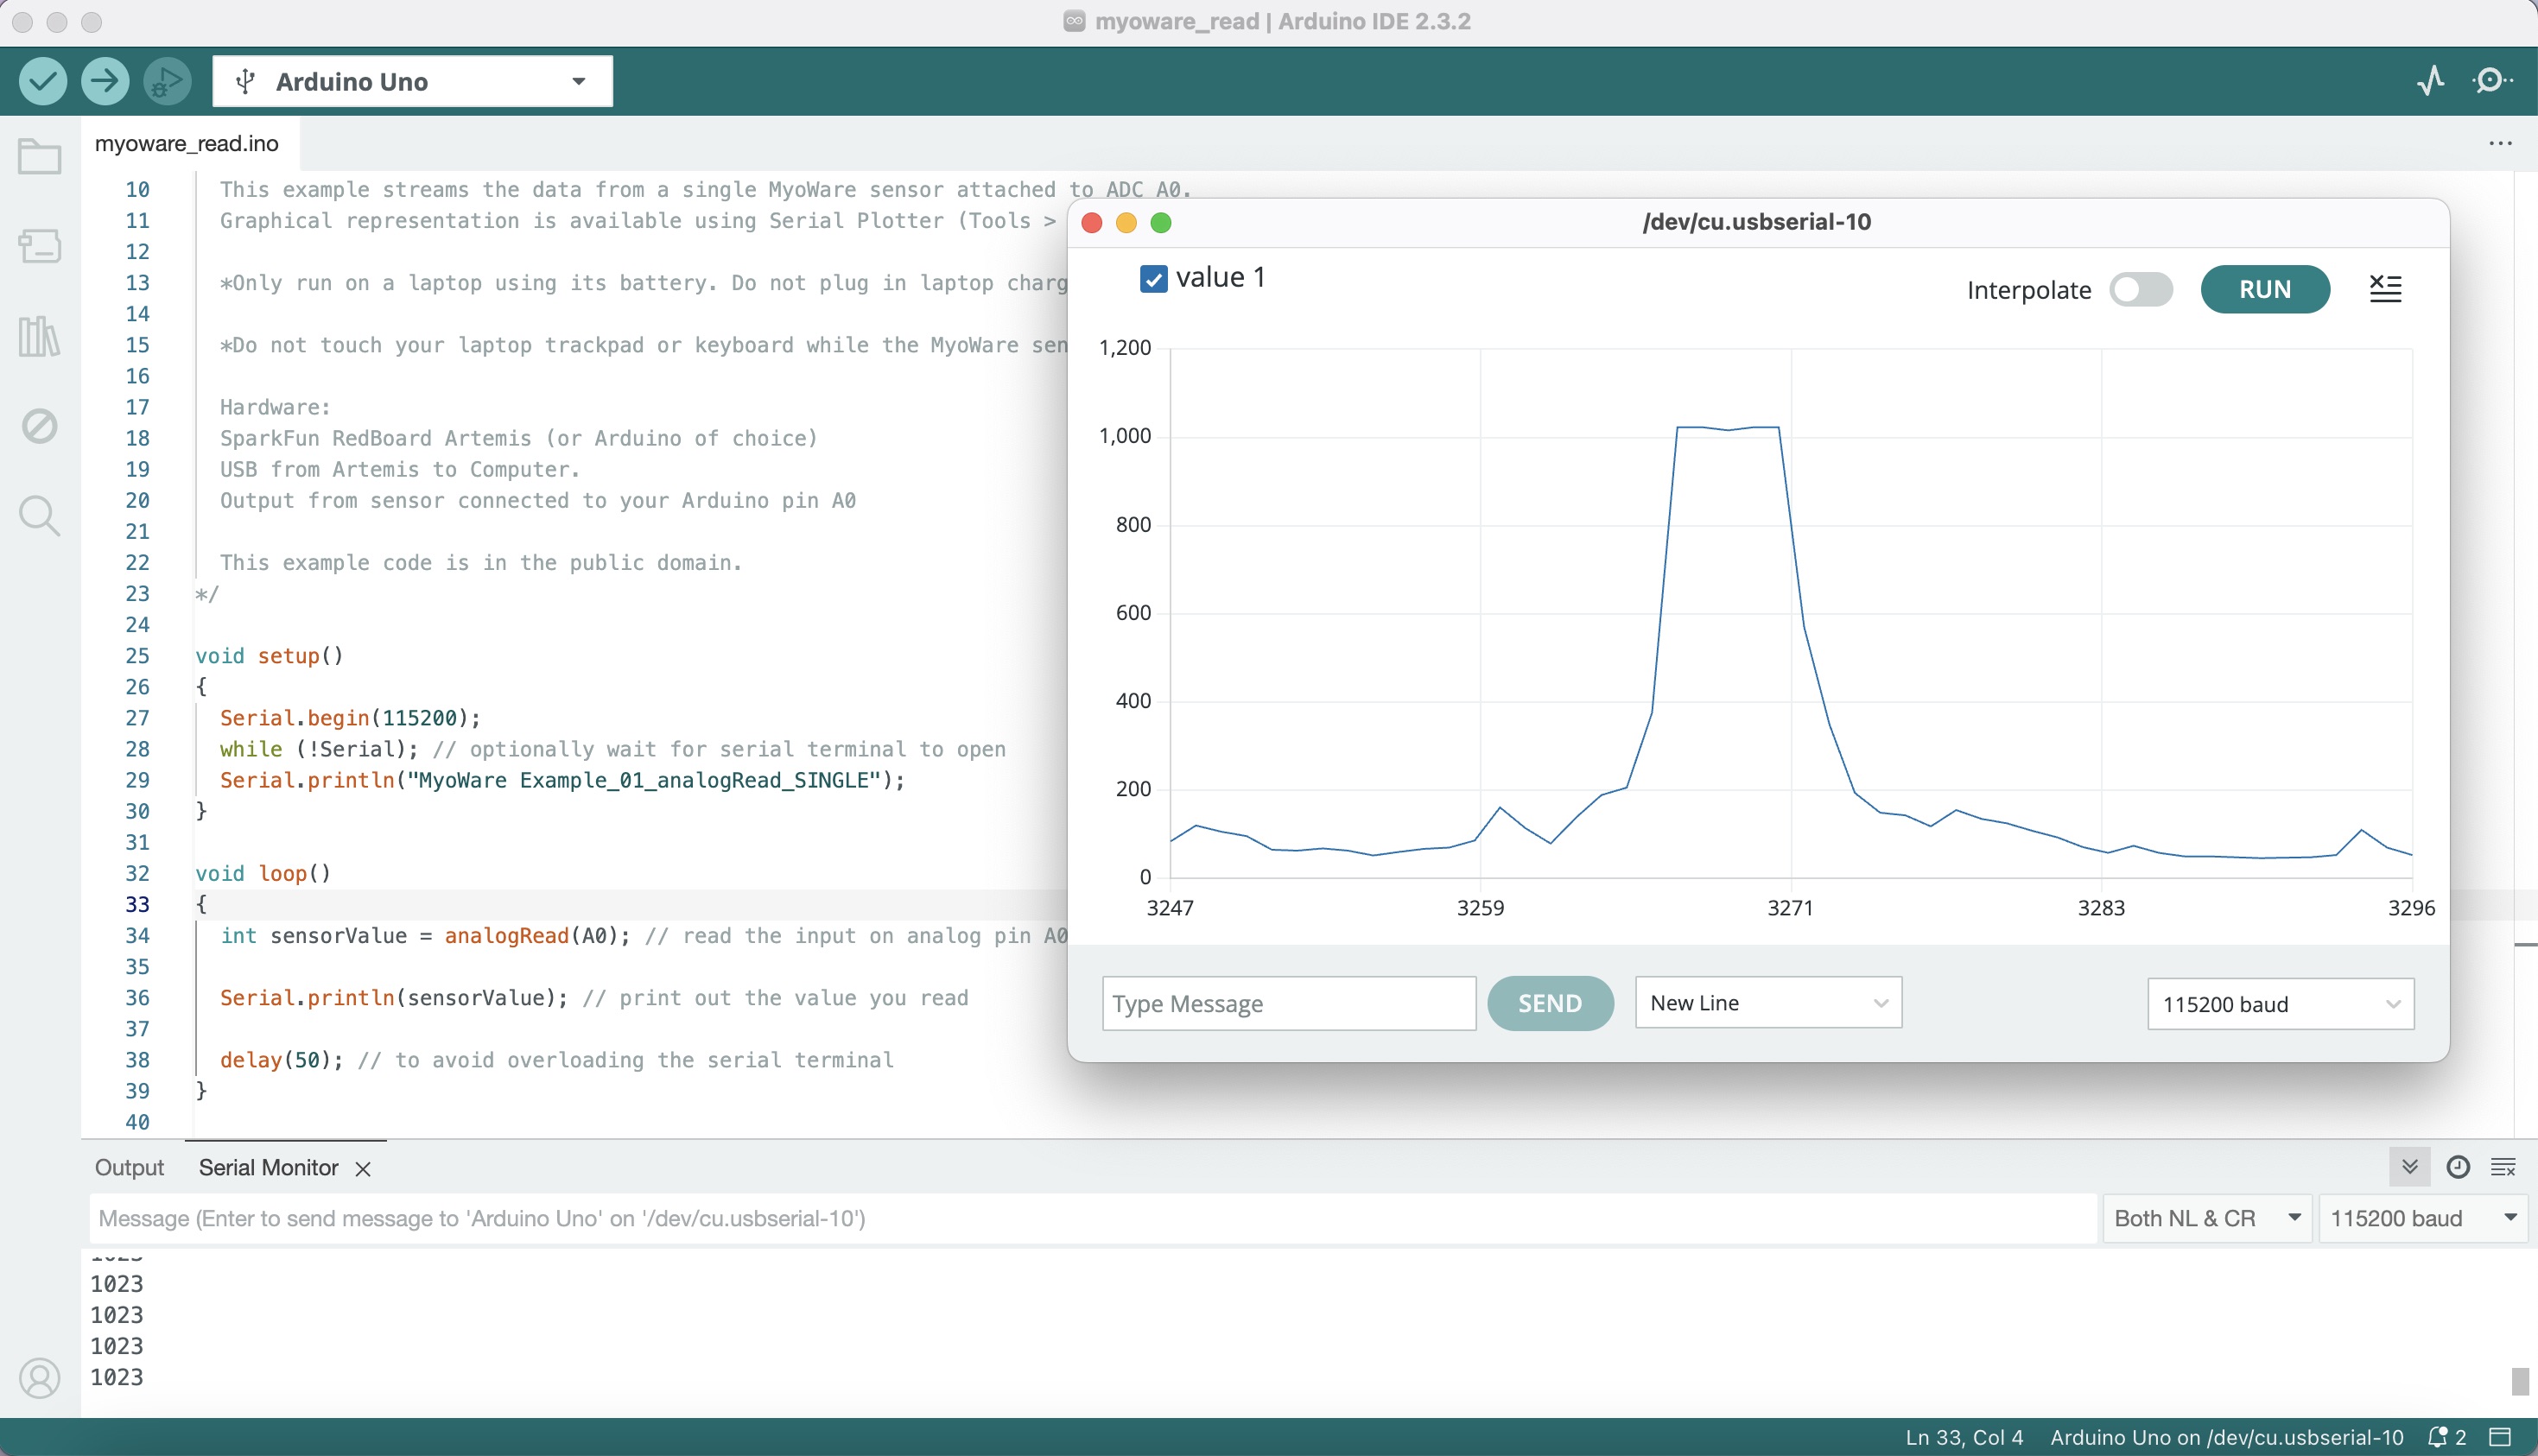 myoware_read | Arduino IDE 2.3.2
Arduino Uno
myoware_read.ino
10 This example streams the data from a single MyoWare sensor attached to ADC A0.
11 Graphical representation is available using Serial Plotter (Tools >
12
13 *Only run on a laptop using its battery. Do not plug in laptop charg
14
15 *Do not touch your laptop trackpad or keyboard while the MyoWare sen
16
17 Hardware:
18 SparkFun RedBoard Artemis (or Arduino of choice)
19 USB from Artemis to Computer.
20 Output from sensor connected to your Arduino pin A0
21
22 This example code is in the public domain.
23 */
24
25 void setup()
26 {
27 Serial.begin(115200);
28 while (!Serial); // optionally wait for serial terminal to open
29 Serial.println("MyoWare Example_01_analogRead_SINGLE");
30 }
31
32 void loop()
33 {
34 int sensorValue = analogRead(A0); // read the input on analog pin A0
35
36 Serial.println(sensorValue); // print out the value you read
37
38 delay(50); // to avoid overloading the serial terminal
39 }
40
/dev/cu.usbserial-10
value 1
Interpolate
RUN
1,200
1,000
800
600
400
200
0
3247 3259 3271 3283 3296
Type Message
SEND
New Line
115200 baud
Output
Serial Monitor
Message (Enter to send message to 'Arduino Uno' on '/dev/cu.usbserial-10')
Both NL & CR
115200 baud
1023
1023
1023
1023
1023
Ln 33, Col 4 Arduino Uno on /dev/cu.usbserial-10 2